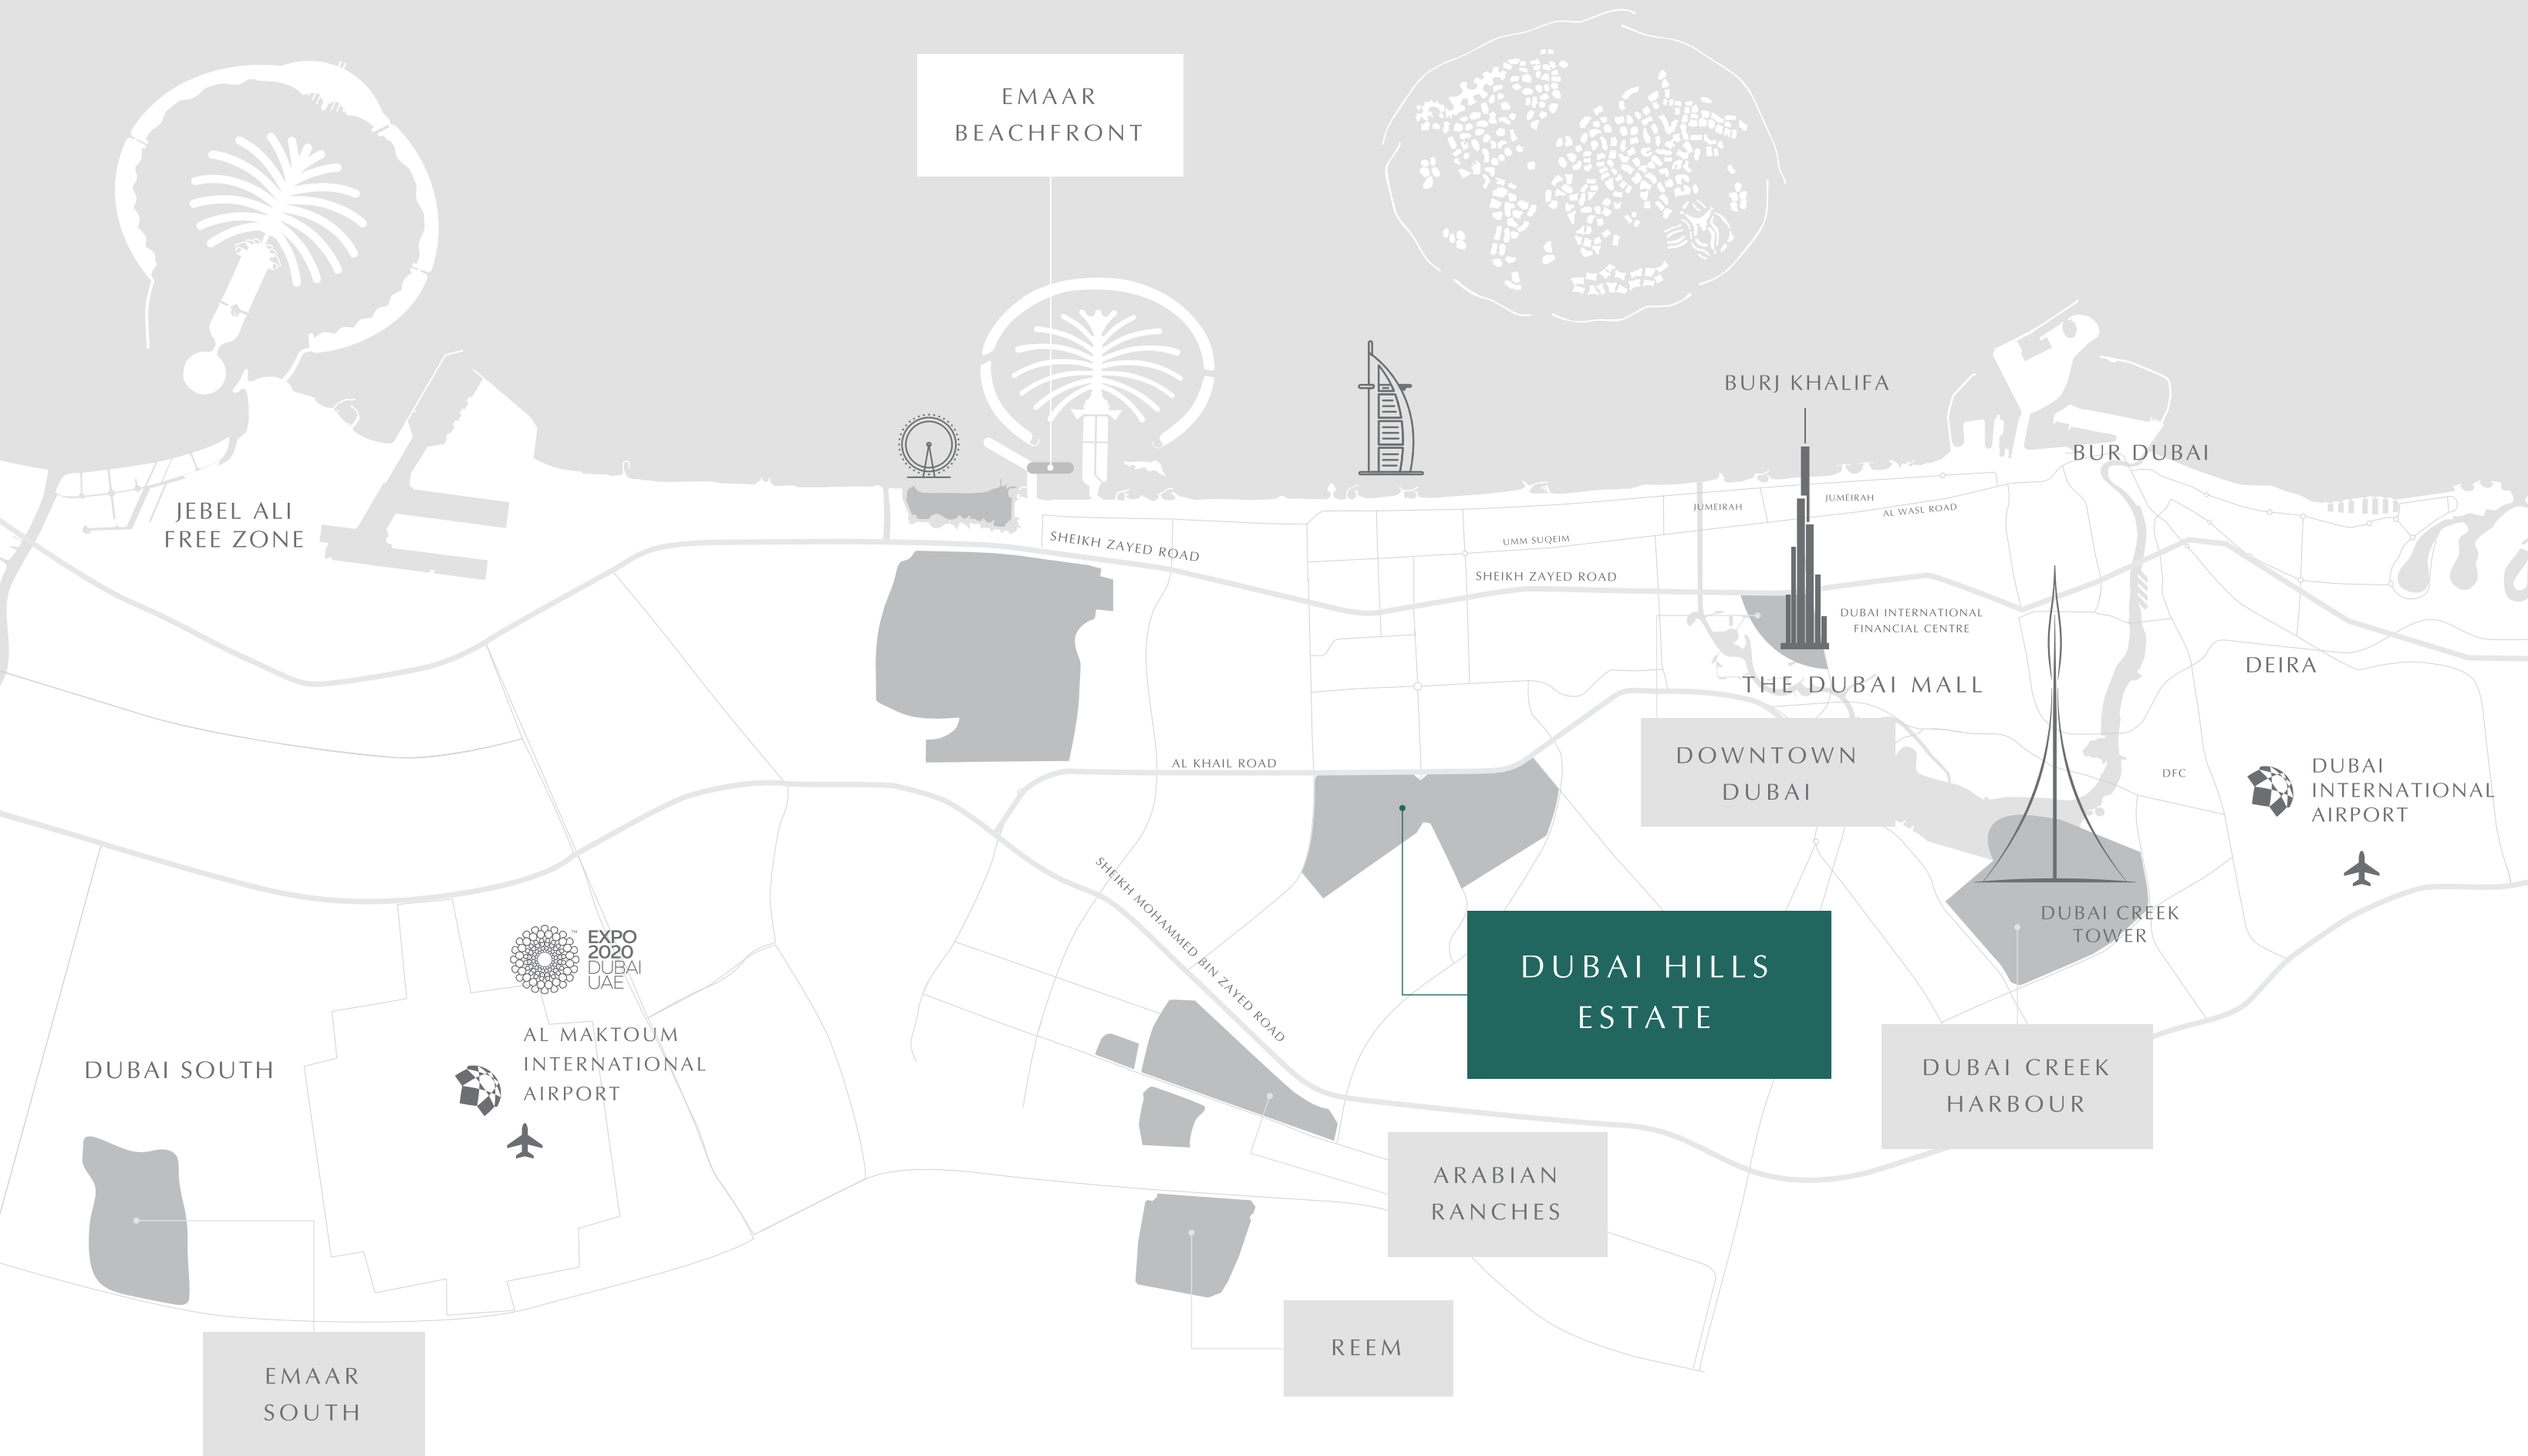 EMAAR
BEACHFRONT
BURJ KHALIFA
BUR DUBAI
JEBEL ALI
FREE ZONE
JUMEIRAH
JUMEIRAH
AL WASL ROAD
SHEIKH ZAYED ROAD
UMM SUQEIM
SHEIKH ZAYED ROAD
DUBAI INTERNATIONAL
FINANCIAL CENTRE
DEIRA
THE DUBAI MALL
DOWNTOWN
DUBAI
AL KHAIL ROAD
DFC
DUBAI
INTERNATIONAL
AIRPORT
SHEIKH MOHAMMED BIN ZAYED ROAD
DUBAI CREEK
TOWER
EXPO
2020
DUBAI
UAE
TM
DUBAI HILLS
ESTATE
AL MAKTOUM
INTERNATIONAL
AIRPORT
DUBAI SOUTH
DUBAI CREEK
HARBOUR
ARABIAN
RANCHES
REEM
EMAAR
SOUTH